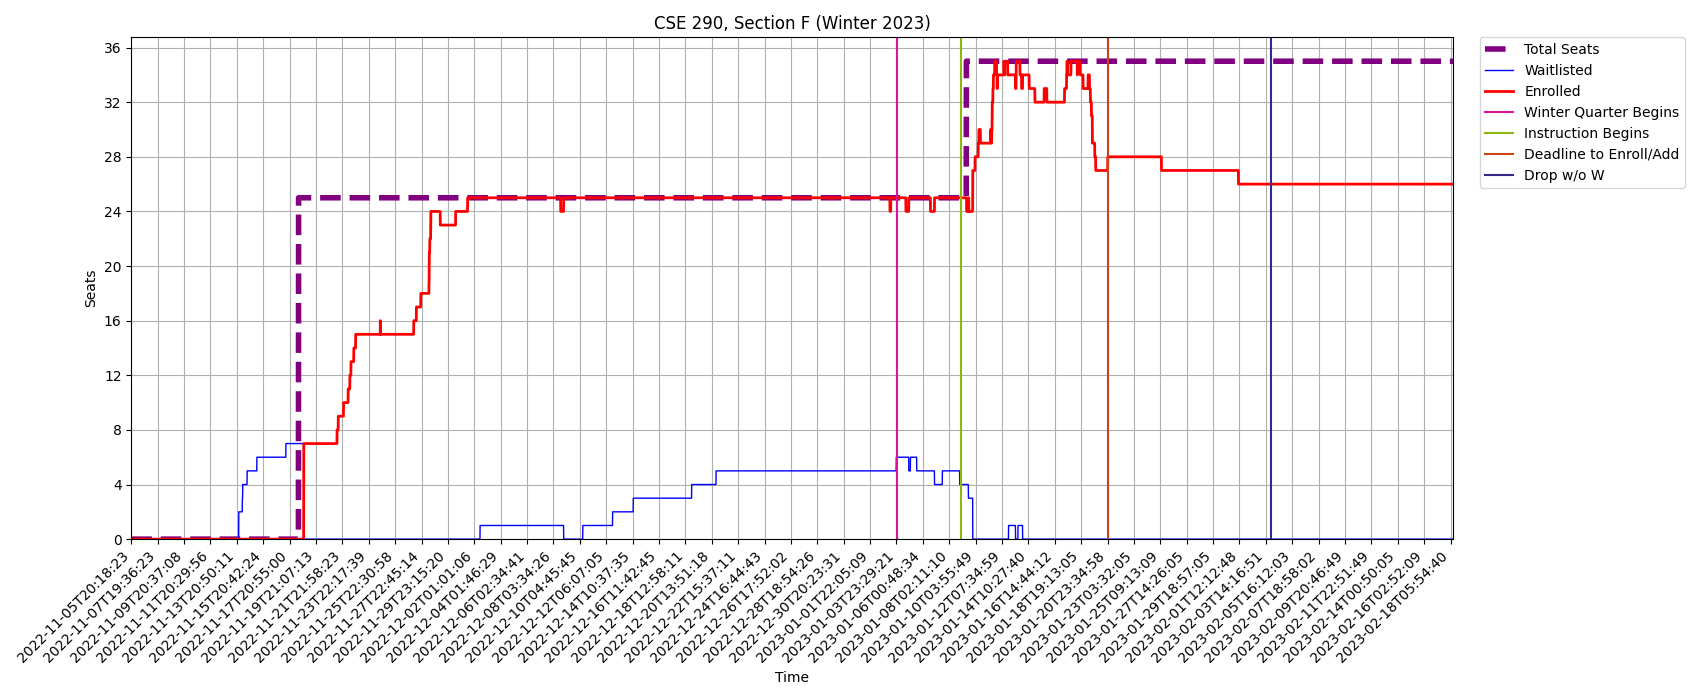 CSE 290, Section F (Winter 2023)
36
32
28
24
20
16
12
8
4
0
Seats
Total Seats
Waitlisted
Enrolled
Winter Quarter Begins
Instruction Begins
Deadline to Enroll/Add
Drop w/o W
2022-11-05T20:18:23
2022-11-07T19:36:23
2022-11-09T20:37:08
2022-11-11T20:29:56
2022-11-13T20:50:11
2022-11-15T20:42:24
2022-11-17T20:55:00
2022-11-19T21:07:13
2022-11-21T21:58:23
2022-11-23T22:17:39
2022-11-25T22:30:58
2022-11-27T22:45:14
2022-11-29T23:15:20
2022-12-02T01:01:06
2022-12-04T01:46:29
2022-12-06T02:34:41
2022-12-08T03:34:26
2022-12-10T04:45:45
2022-12-12T06:07:05
2022-12-14T10:37:35
2022-12-16T11:42:45
2022-12-18T12:58:11
2022-12-20T13:51:18
2022-12-22T15:37:11
2022-12-24T16:44:43
2022-12-26T17:52:02
2022-12-28T18:54:26
2022-12-30T20:23:31
2023-01-01T22:05:09
2023-01-03T23:29:21
2023-01-06T00:48:34
2023-01-08T02:11:10
2023-01-10T03:55:49
2023-01-12T07:34:59
2023-01-14T10:27:40
2023-01-16T14:44:12
2023-01-18T19:13:05
2023-01-20T23:34:58
2023-01-23T03:32:05
2023-01-25T09:13:09
2023-01-27T14:26:05
2023-01-29T18:57:05
2023-02-01T02:12:48
2023-02-03T14:16:51
2023-02-05T16:12:03
2023-02-07T18:58:02
2023-02-09T20:46:49
2023-02-11T22:51:49
2023-02-14T00:50:05
2023-02-16T02:52:09
2023-02-18T05:54:40
Time